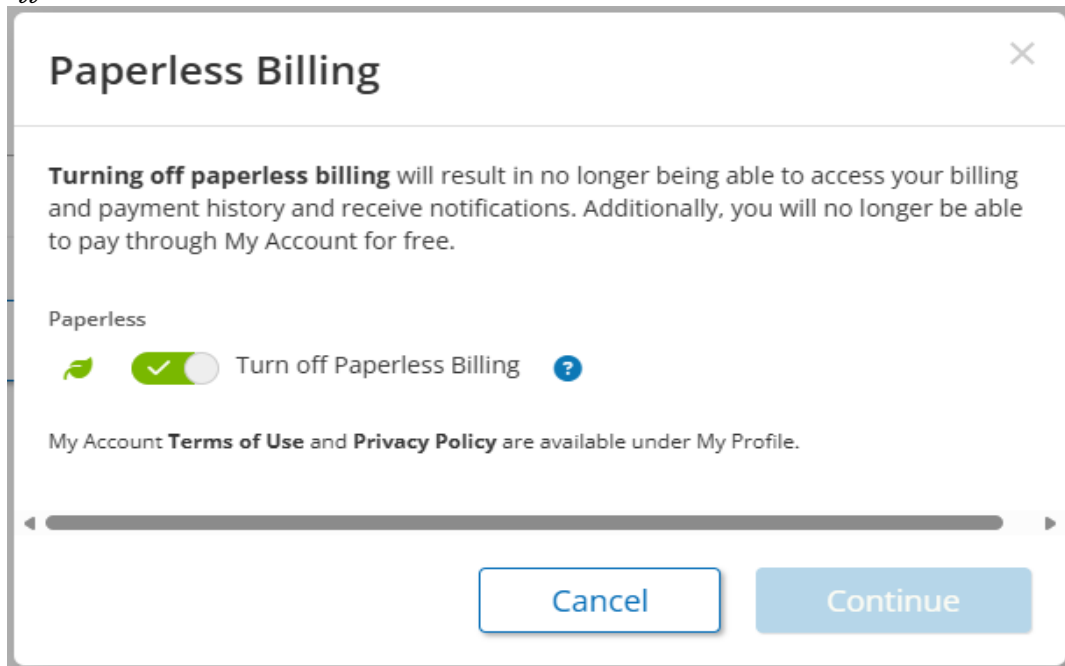 Paperless Billing
Turning off paperless billing will result in no longer being able to access your billing
and payment history and receive notifications. Additionally, you will no longer be able
to pay through My Account for free.
Paperless
Turn off Paperless Billing ?
My Account Terms of Use and Privacy Policy are available under My Profile.
Cancel
Continue